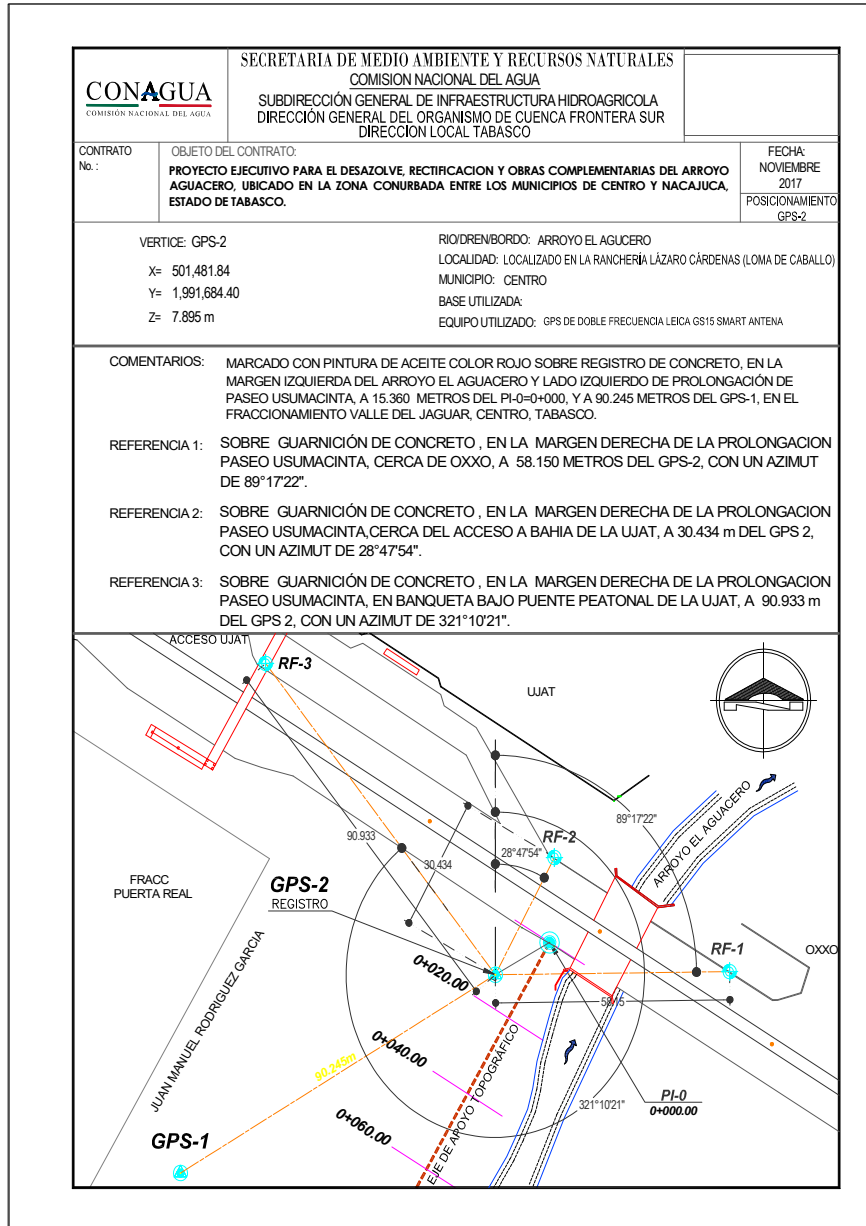 SECRETARIA DE MEDIO AMBIENTE Y RECURSOS NATURALES
COMISION NACIONAL DEL AGUA
SUBDIRECCIÓN GENERAL DE INFRAESTRUCTURA HIDROAGRICOLA
DIRECCIÓN GENERAL DEL ORGANISMO DE CUENCA FRONTERA SUR
DIRECCION LOCAL TABASCO
CONAGUA
COMISIÓN NACIONAL DEL AGUA
CONTRATO
No. :
OBJETO DEL CONTRATO:
PROYECTO EJECUTIVO PARA EL DESAZOLVE, RECTIFICACION Y OBRAS COMPLEMENTARIAS DEL ARROYO
AGUACERO, UBICADO EN LA ZONA CONURBADA ENTRE LOS MUNICIPIOS DE CENTRO Y NACAJUCA,
ESTADO DE TABASCO.
FECHA:
NOVIEMBRE
2017
POSICIONAMIENTO
GPS-2
VERTICE: GPS-2
X= 501,481.84
Y= 1,991,684.40
Z= 7.895 m
RIO/DREN/BORDO: ARROYO EL AGUCERO
LOCALIDAD: LOCALIZADO EN LA RANCHERÍA LÁZARO CÁRDENAS (LOMA DE CABALLO)
MUNICIPIO: CENTRO
BASE UTILIZADA:
EQUIPO UTILIZADO: GPS DE DOBLE FRECUENCIA LEICA GS15 SMART ANTENA
COMENTARIOS: MARCADO CON PINTURA DE ACEITE COLOR ROJO SOBRE REGISTRO DE CONCRETO, EN LA
MARGEN IZQUIERDA DEL ARROYO EL AGUACERO Y LADO IZQUIERDO DE PROLONGACIÓN DE
PASEO USUMACINTA, A 15.360 METROS DEL PI-0=0+000, Y A 90.245 METROS DEL GPS-1, EN EL
FRACCIONAMIENTO VALLE DEL JAGUAR, CENTRO, TABASCO.
REFERENCIA 1: SOBRE GUARNICIÓN DE CONCRETO , EN LA MARGEN DERECHA DE LA PROLONGACION
PASEO USUMACINTA, CERCA DE OXXO, A 58.150 METROS DEL GPS-2, CON UN AZIMUT
DE 89°17'22".
REFERENCIA 2: SOBRE GUARNICIÓN DE CONCRETO , EN LA MARGEN DERECHA DE LA PROLONGACION
PASEO USUMACINTA,CERCA DEL ACCESO A BAHIA DE LA UJAT, A 30.434 m DEL GPS 2,
CON UN AZIMUT DE 28°47'54".
REFERENCIA 3: SOBRE GUARNICIÓN DE CONCRETO , EN LA MARGEN DERECHA DE LA PROLONGACION
PASEO USUMACINTA, EN BANQUETA BAJO PUENTE PEATONAL DE LA UJAT, A 90.933 m
DEL GPS 2, CON UN AZIMUT DE 321°10'21".
ACCESO UJAT
RF-3
UJAT
89°17'22"
ARROYO EL AGUACERO
90.933
30.434
28°47'54"
RF-2
FRACC
PUERTA REAL
GPS-2
REGISTRO
RF-1
OXXO
0+020.00
58.15
JUAN MANUEL RODRIGUEZ GARCIA
0+040.00
90.245m
EJE DE APOYO TOPOGRÁFICO
321°10'21"
PI-0
0+000.00
0+060.00
GPS-1